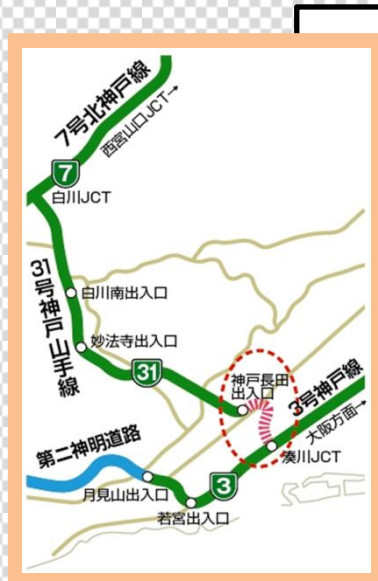 7号北神戸線
西宮山口JCT→
7
白川JCT
31号神戸山手線
白川南出入口
妙法寺出入口
31
神戸長田
出入口
3号神戸線
大阪方面→
第二神明道路
湊川JCT
月見山出入口
3
若宮出入口